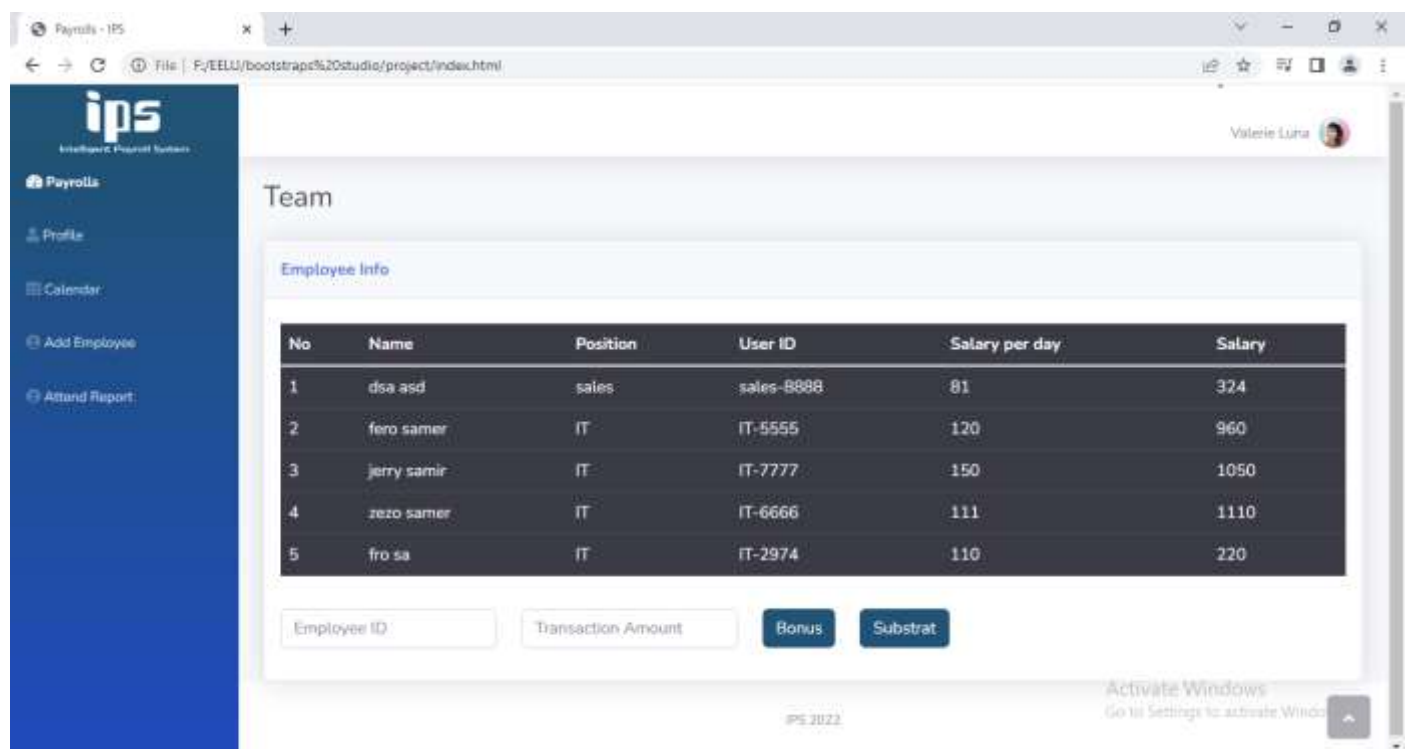 Payrolls - IPS
File | F:/EELU/bootstraps%20studio/project/index.html
ips
Intelligent Payroll System
Valerie Luna
Payrolls
Profile
Calendar
Add Employee
Attend Report
Team
Employee Info
No Name Position User ID Salary per day Salary
1 dsa asd sales sales-8888 81 324
2 fero samer IT IT-5555 120 960
3 jerry samir IT IT-7777 150 1050
4 zezo samer IT IT-6666 111 1110
5 fro sa IT IT-2974 110 220
Employee ID Transaction Amount Bonus Substrat
Activate Windows
Go to Settings to activate Windo
IPS 2022